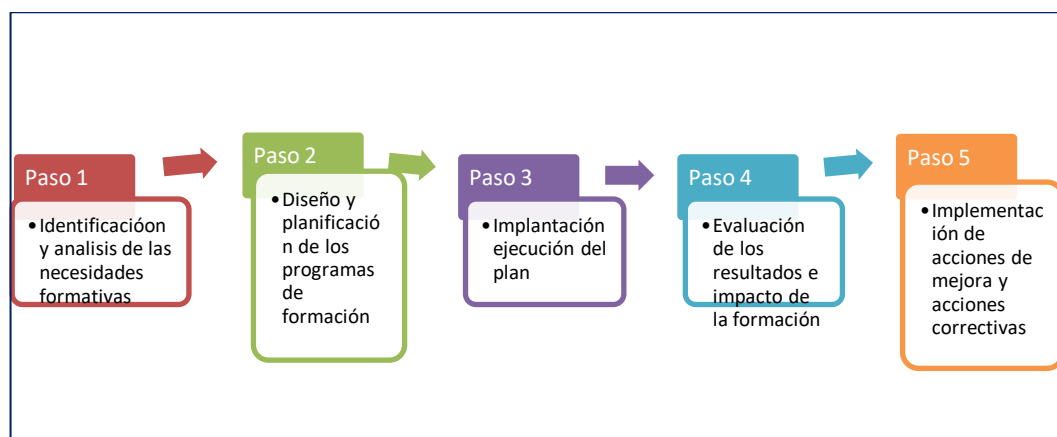 Paso 1
•Identificacióon
y analisis de las
necesidades
formativas
Paso 2
•Diseño y
planificació
n de los
programas
de
formación
Paso 3
•Implantación
ejecución del
plan
Paso 4
•Evaluación
de los
resultados e
impacto de
la formación
Paso 5
•Implementac
ión de
acciones de
mejora y
acciones
correctivas